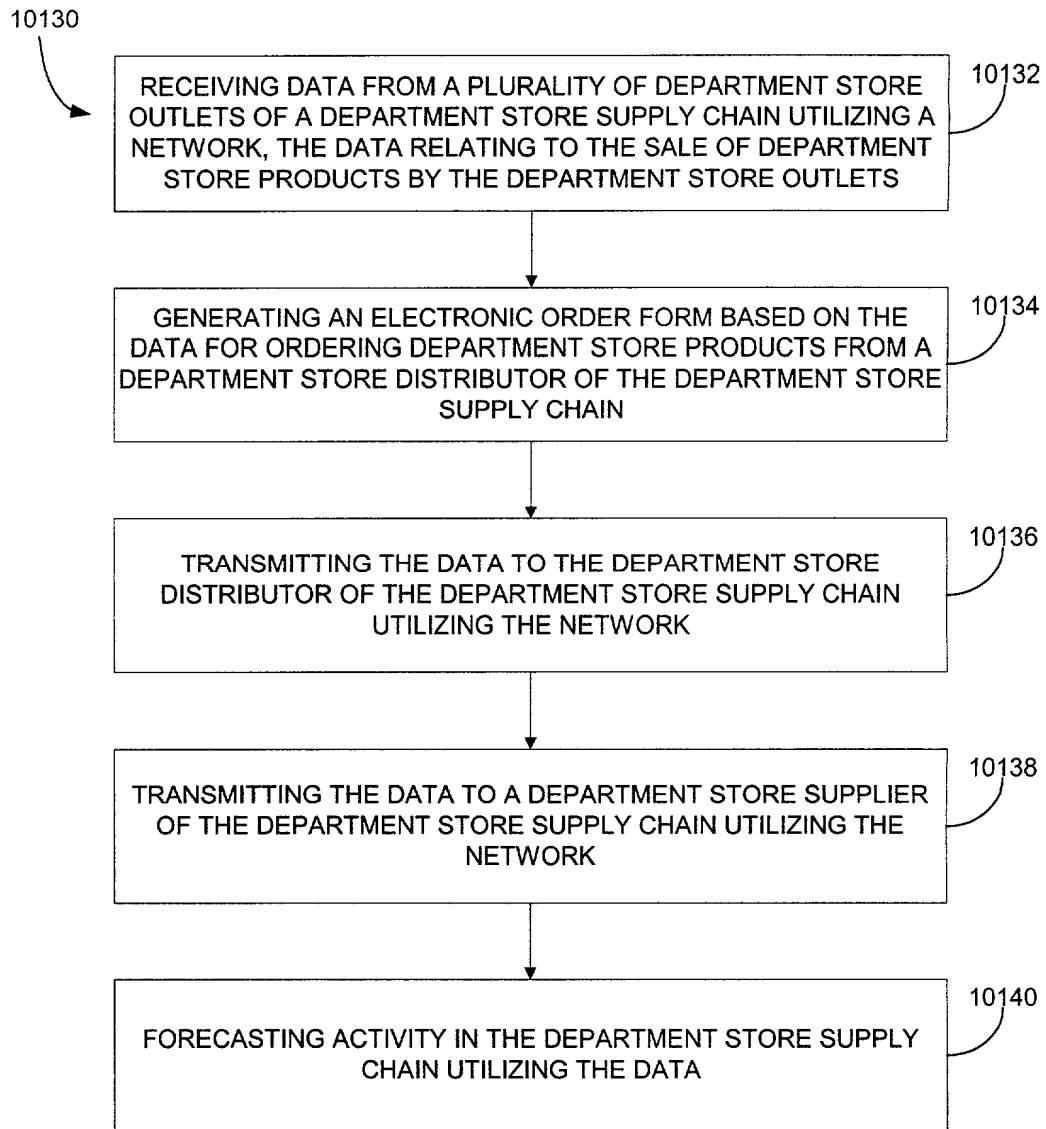 10130
RECEIVING DATA FROM A PLURALITY OF DEPARTMENT STORE
OUTLETS OF A DEPARTMENT STORE SUPPLY CHAIN UTILIZING A
NETWORK, THE DATA RELATING TO THE SALE OF DEPARTMENT
STORE PRODUCTS BY THE DEPARTMENT STORE OUTLETS
10132
GENERATING AN ELECTRONIC ORDER FORM BASED ON THE
DATA FOR ORDERING DEPARTMENT STORE PRODUCTS FROM A
DEPARTMENT STORE DISTRIBUTOR OF THE DEPARTMENT STORE
SUPPLY CHAIN
10134
TRANSMITTING THE DATA TO THE DEPARTMENT STORE
DISTRIBUTOR OF THE DEPARTMENT STORE SUPPLY CHAIN
UTILIZING THE NETWORK
10136
TRANSMITTING THE DATA TO A DEPARTMENT STORE SUPPLIER
OF THE DEPARTMENT STORE SUPPLY CHAIN UTILIZING THE
NETWORK
10138
FORECASTING ACTIVITY IN THE DEPARTMENT STORE SUPPLY
CHAIN UTILIZING THE DATA
10140